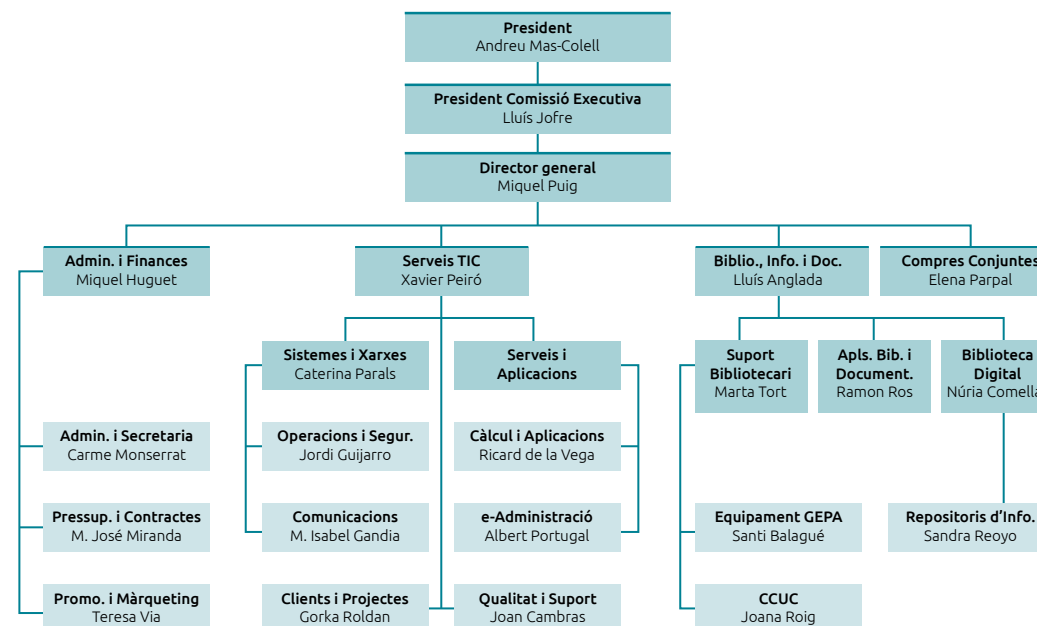 President
Andreu Mas-Colell
President Comissió Executiva
Lluís Jofre
Director general
Miquel Puig
Admin. i Finances
Miquel Huguet
Serveis TIC
Xavier Peiró
Biblio., Info. i Doc.
Lluís Anglada
Compres Conjuntes
Elena Parpal
Sistemes i Xarxes
Caterina Parals
Serveis i
Aplicacions
Suport
Bibliotecari
Marta Tort
Apls. Bib. i
Document.
Ramon Ros
Biblioteca
Digital
Núria Comella
Admin. i Secretaria
Carme Monserrat
Operacions i Segur.
Jordi Guijarro
Càlcul i Aplicacions
Ricard de la Vega
Pressup. i Contractes
M. José Miranda
Comunicacions
M. Isabel Gandia
e-Administració
Albert Portugal
Equipament GEPA
Santi Balagué
Repositoris d'Info.
Sandra Reoyo
Promo. i Màrqueting
Teresa Via
Clients i Projectes
Gorka Roldan
Qualitat i Suport
Joan Cambras
CCUC
Joana Roig